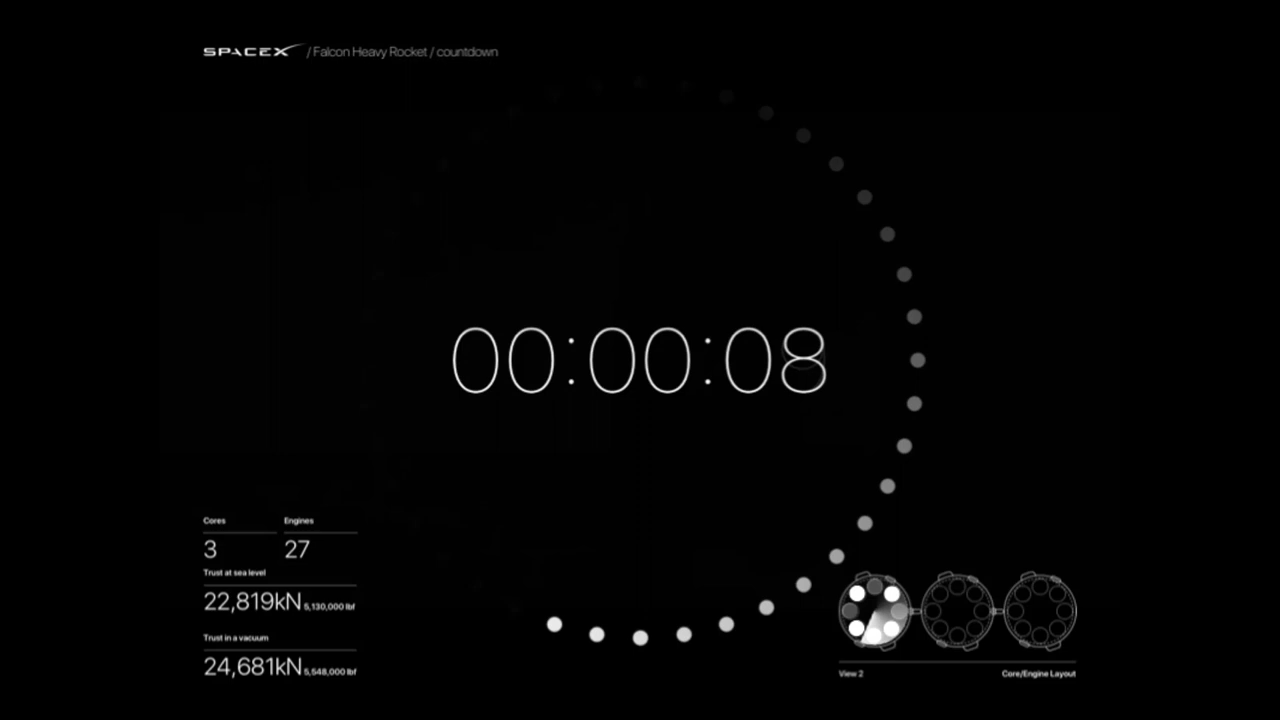 SPACEX / Falcon Heavy Rocket / countdown
00:00:08
Cores Engines
3 27
Trust at sea level
22,819kN 5,130,000 lbf
Trust in a vacuum
24,681kN 5,548,000 lbf
View 2 Core/Engine Layout